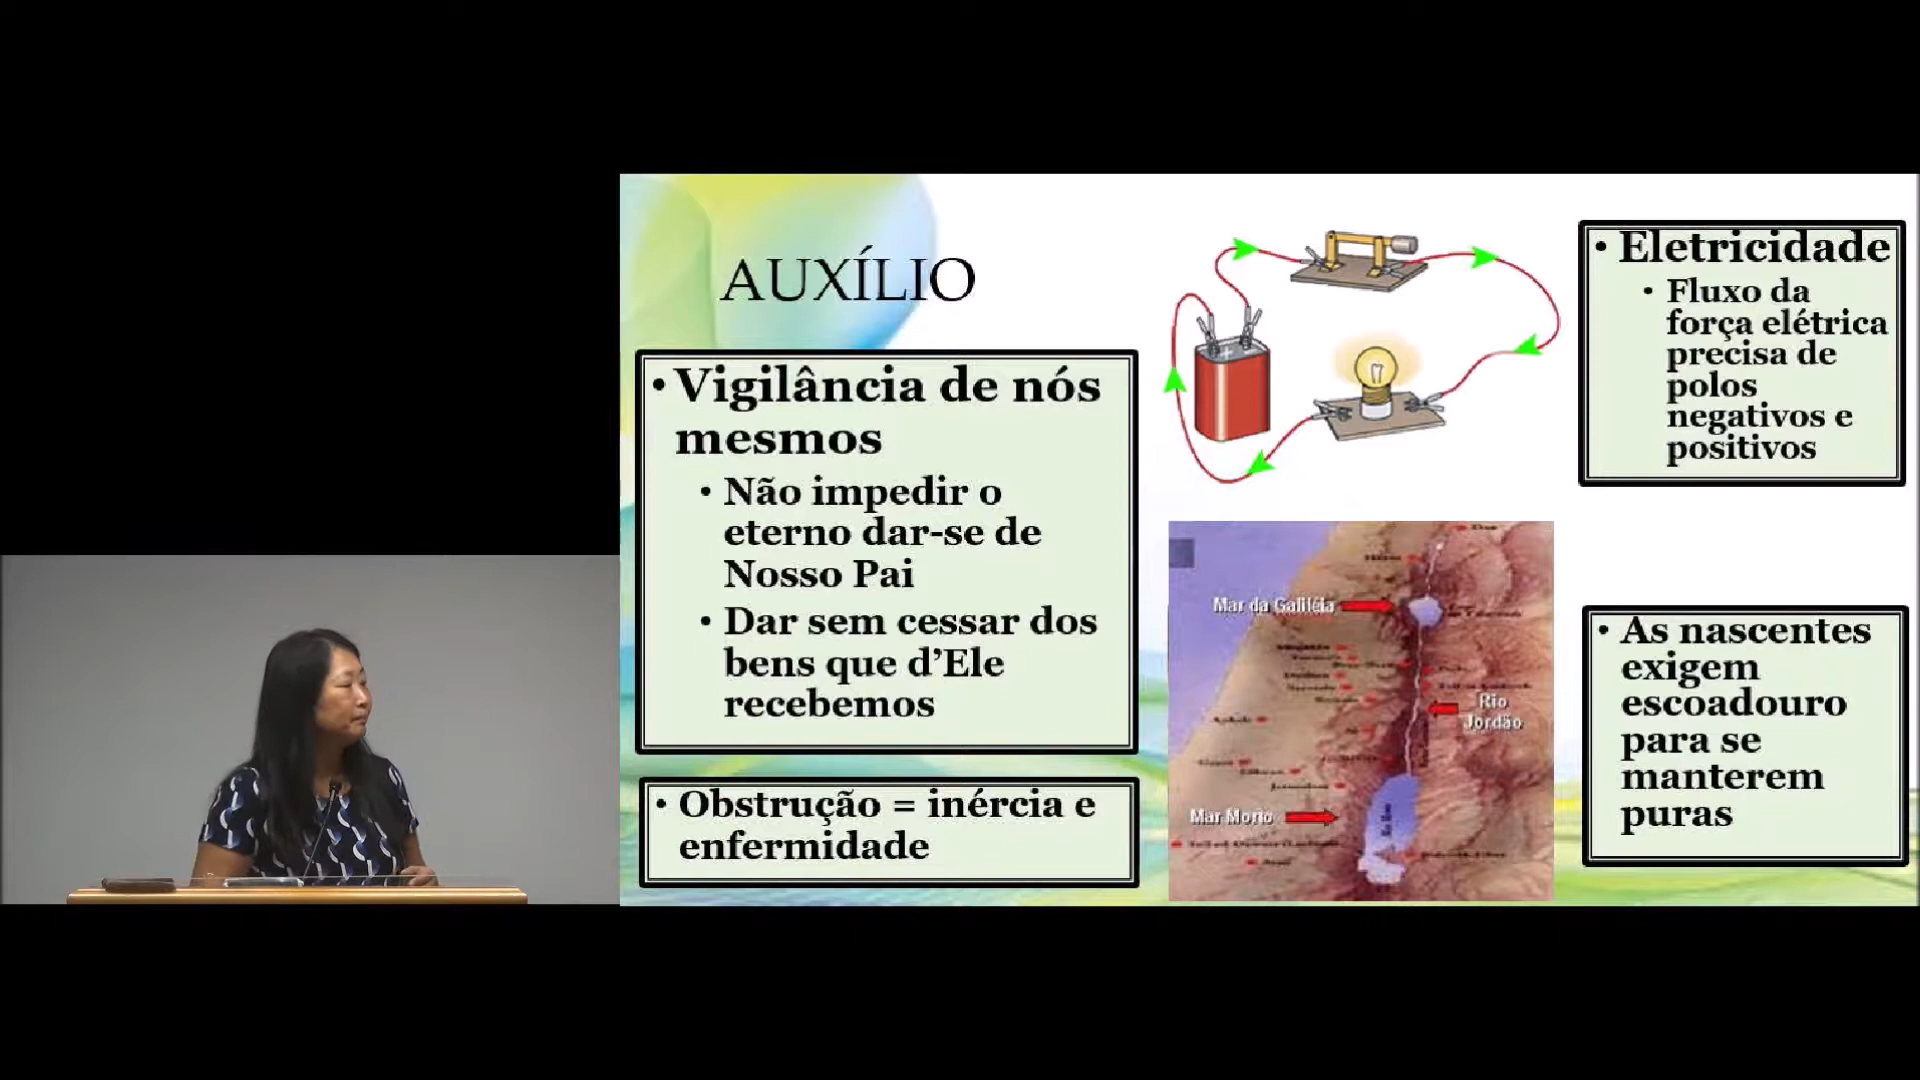 AUXÍLIO
• Vigilância de nós
mesmos
• Não impedir o
eterno dar-se de
Nosso Pai
• Dar sem cessar dos
bens que d’Ele
recebemos
• Obstrução = inércia e
enfermidade
• Eletricidade
• Fluxo da
força elétrica
precisa de
polos
negativos e
positivos
Mar da Galiléia
Rio
Jordão
Mar Morto
• As nascentes
exigem
escoadouro
para se
manterem
puras